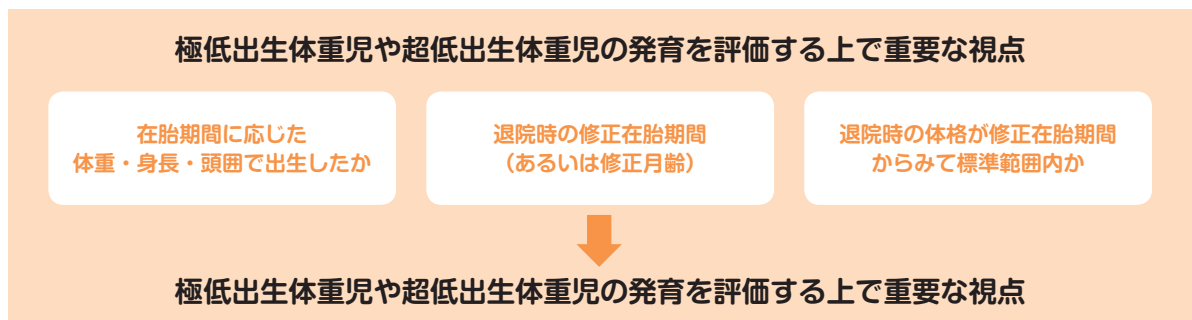 極低出生体重児や超低出生体重児の発育を評価する上で重要な視点
在胎期間に応じた
体重・身長・頭囲で出生したか
退院時の修正在胎期間
（あるいは修正月齢）
退院時の体格が修正在胎期間
からみて標準範囲内か
極低出生体重児や超低出生体重児の発育を評価する上で重要な視点